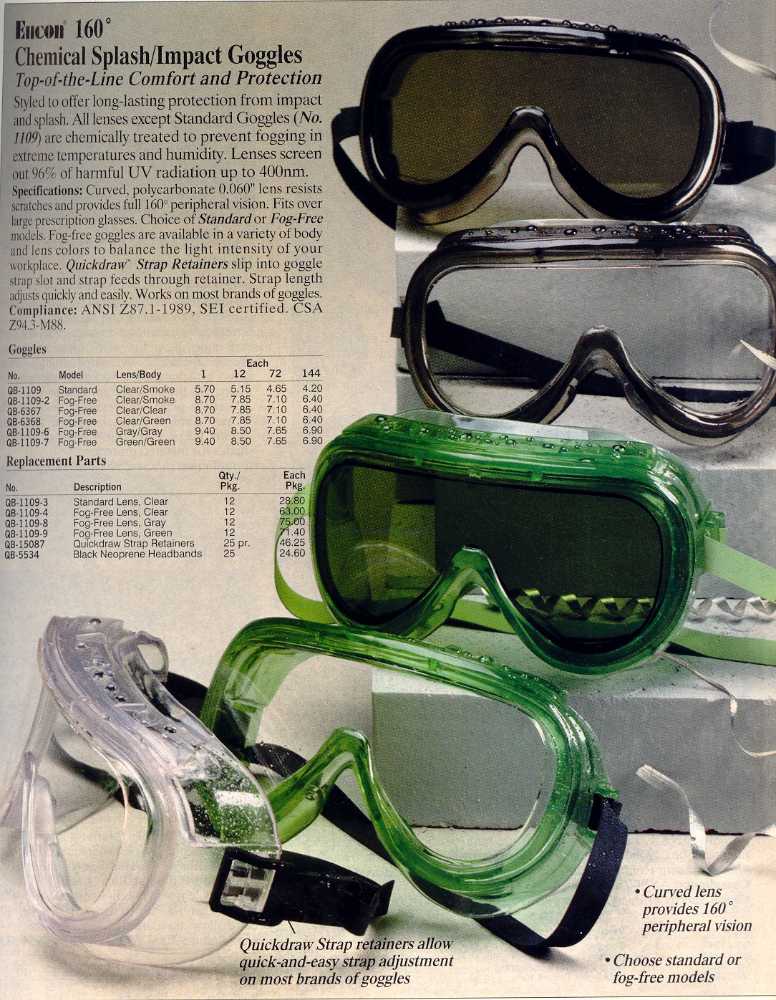 Encon® 160°
Chemical Splash/Impact Goggles
Top-of-the-Line Comfort and Protection
Styled to offer long-lasting protection from impact
and splash. All lenses except Standard Goggles (No.
1109) are chemically treated to prevent fogging in
extreme temperatures and humidity. Lenses screen
out 96% of harmful UV radiation up to 400nm.
Specifications: Curved, polycarbonate 0.060" lens resists
scratches and provides full 160° peripheral vision. Fits over
large prescription glasses. Choice of Standard or Fog-Free
models. Fog-free goggles are available in a variety of body
and lens colors to balance the light intensity of your
workplace. Quickdraw™ Strap Retainers slip into goggle
strap slot and strap feeds through retainer. Strap length
adjusts quickly and easily. Works on most brands of goggles.
Compliance: ANSI Z87.1-1989, SEI certified. CSA
Z94.3-M88.
Goggles
Each
No. Model Lens/Body 1 12 72 144
QB-1109 Standard Clear/Smoke 5.70 5.15 4.65 4.20
QB-1109-2 Fog-Free Clear/Smoke 8.70 7.85 7.10 6.40
QB-6367 Fog-Free Clear/Clear 8.70 7.85 7.10 6.40
QB-6368 Fog-Free Clear/Green 8.70 7.85 7.10 6.40
QB-1109-6 Fog-Free Gray/Gray 9.40 8.50 7.65 6.90
QB-1109-7 Fog-Free Green/Green 9.40 8.50 7.65 6.90
Replacement Parts
Qty./ Each
No. Description Pkg. Pkg.
QB-1109-3 Standard Lens, Clear 12 28.80
QB-1109-4 Fog-Free Lens, Clear 12 63.00
QB-1109-8 Fog-Free Lens, Gray 12 75.00
QB-1109-9 Fog-Free Lens, Green 12 71.40
QB-15087 Quickdraw Strap Retainers 25 pr. 46.25
QB-5534 Black Neoprene Headbands 25 24.60
Quickdraw Strap retainers allow
quick-and-easy strap adjustment
on most brands of goggles
• Curved lens
provides 160°
peripheral vision
• Choose standard or
fog-free models